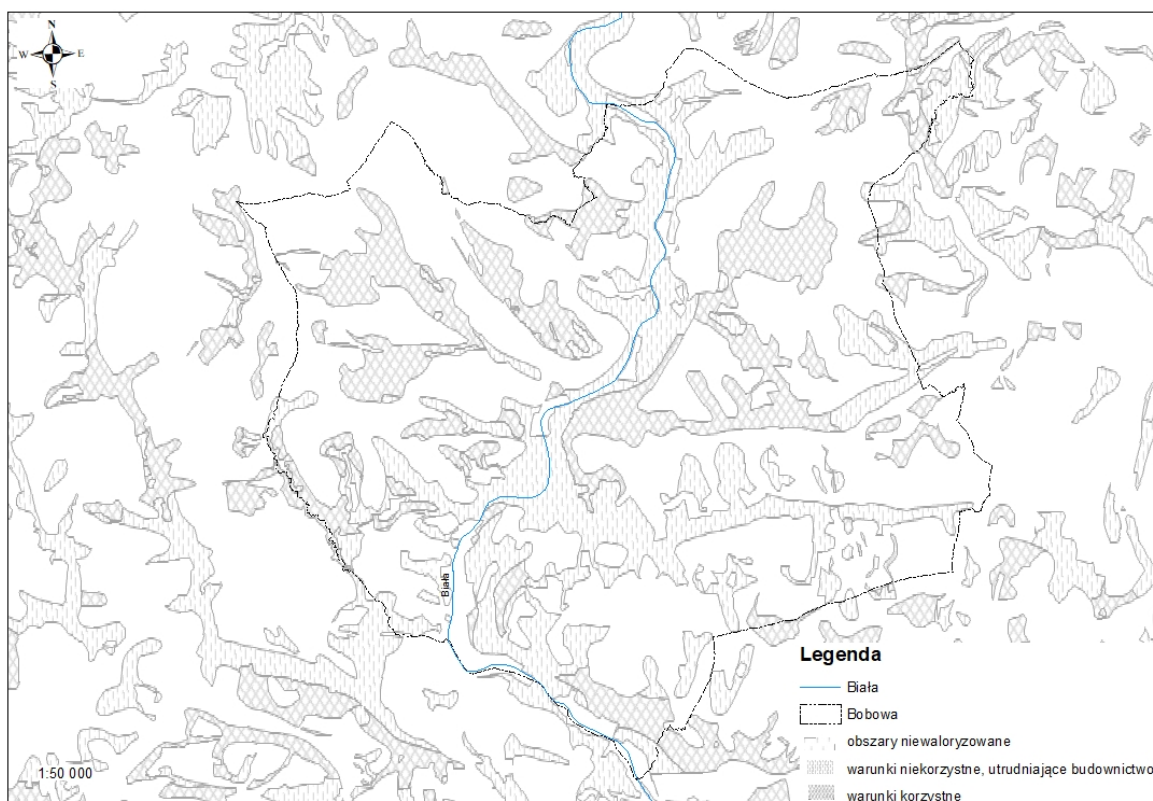 N
W E
S
Biała
Legenda
Biała
Bobowa
obszary niewaloryzowane
warunki niekorzystne, utrudniające budownictwo
warunki korzystne
1:50 000